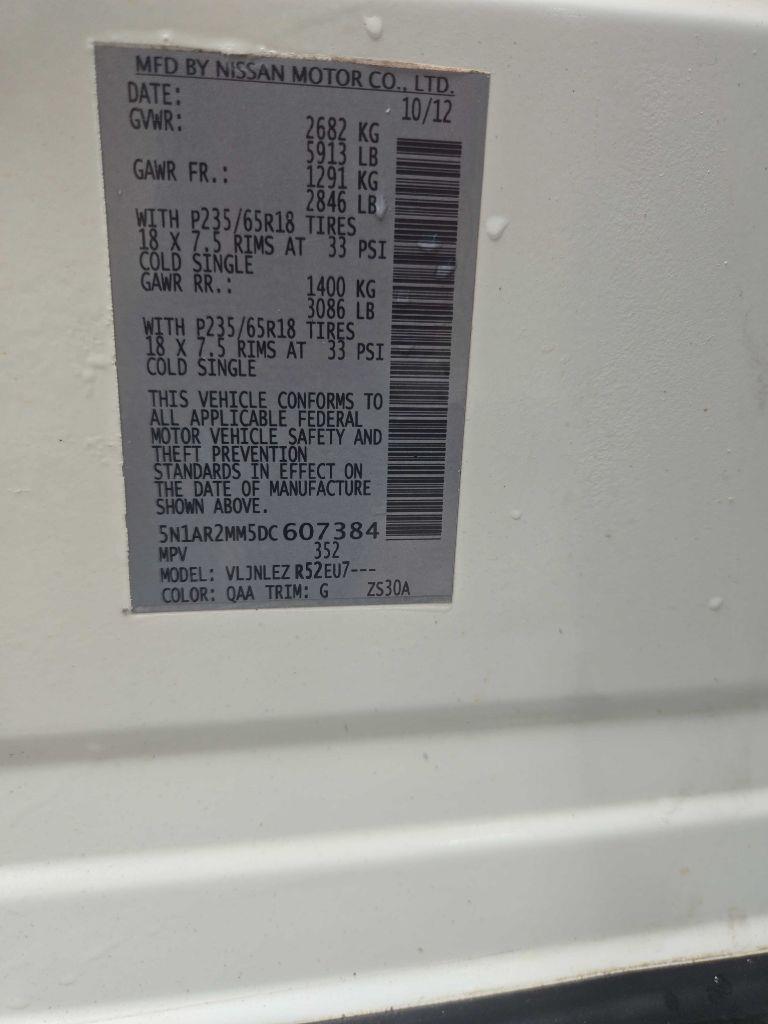 MFD BY NISSAN MOTOR CO., LTD.
DATE: 10/12
GVWR: 2682 KG
5913 LB
GAWR FR.: 1291 KG
2846 LB
WITH P235/65R18 TIRES
18 X 7.5 RIMS AT 33 PSI
COLD SINGLE
GAWR RR.: 1400 KG
3086 LB
WITH P235/65R18 TIRES
18 X 7.5 RIMS AT 33 PSI
COLD SINGLE
THIS VEHICLE CONFORMS TO
ALL APPLICABLE FEDERAL
MOTOR VEHICLE SAFETY AND
THEFT PREVENTION
STANDARDS IN EFFECT ON
THE DATE OF MANUFACTURE
SHOWN ABOVE.
5N1AR2MM5DC607384
MPV 352
MODEL: VLJNLEZ R52EU7---
COLOR: QAA TRIM: G ZS30A